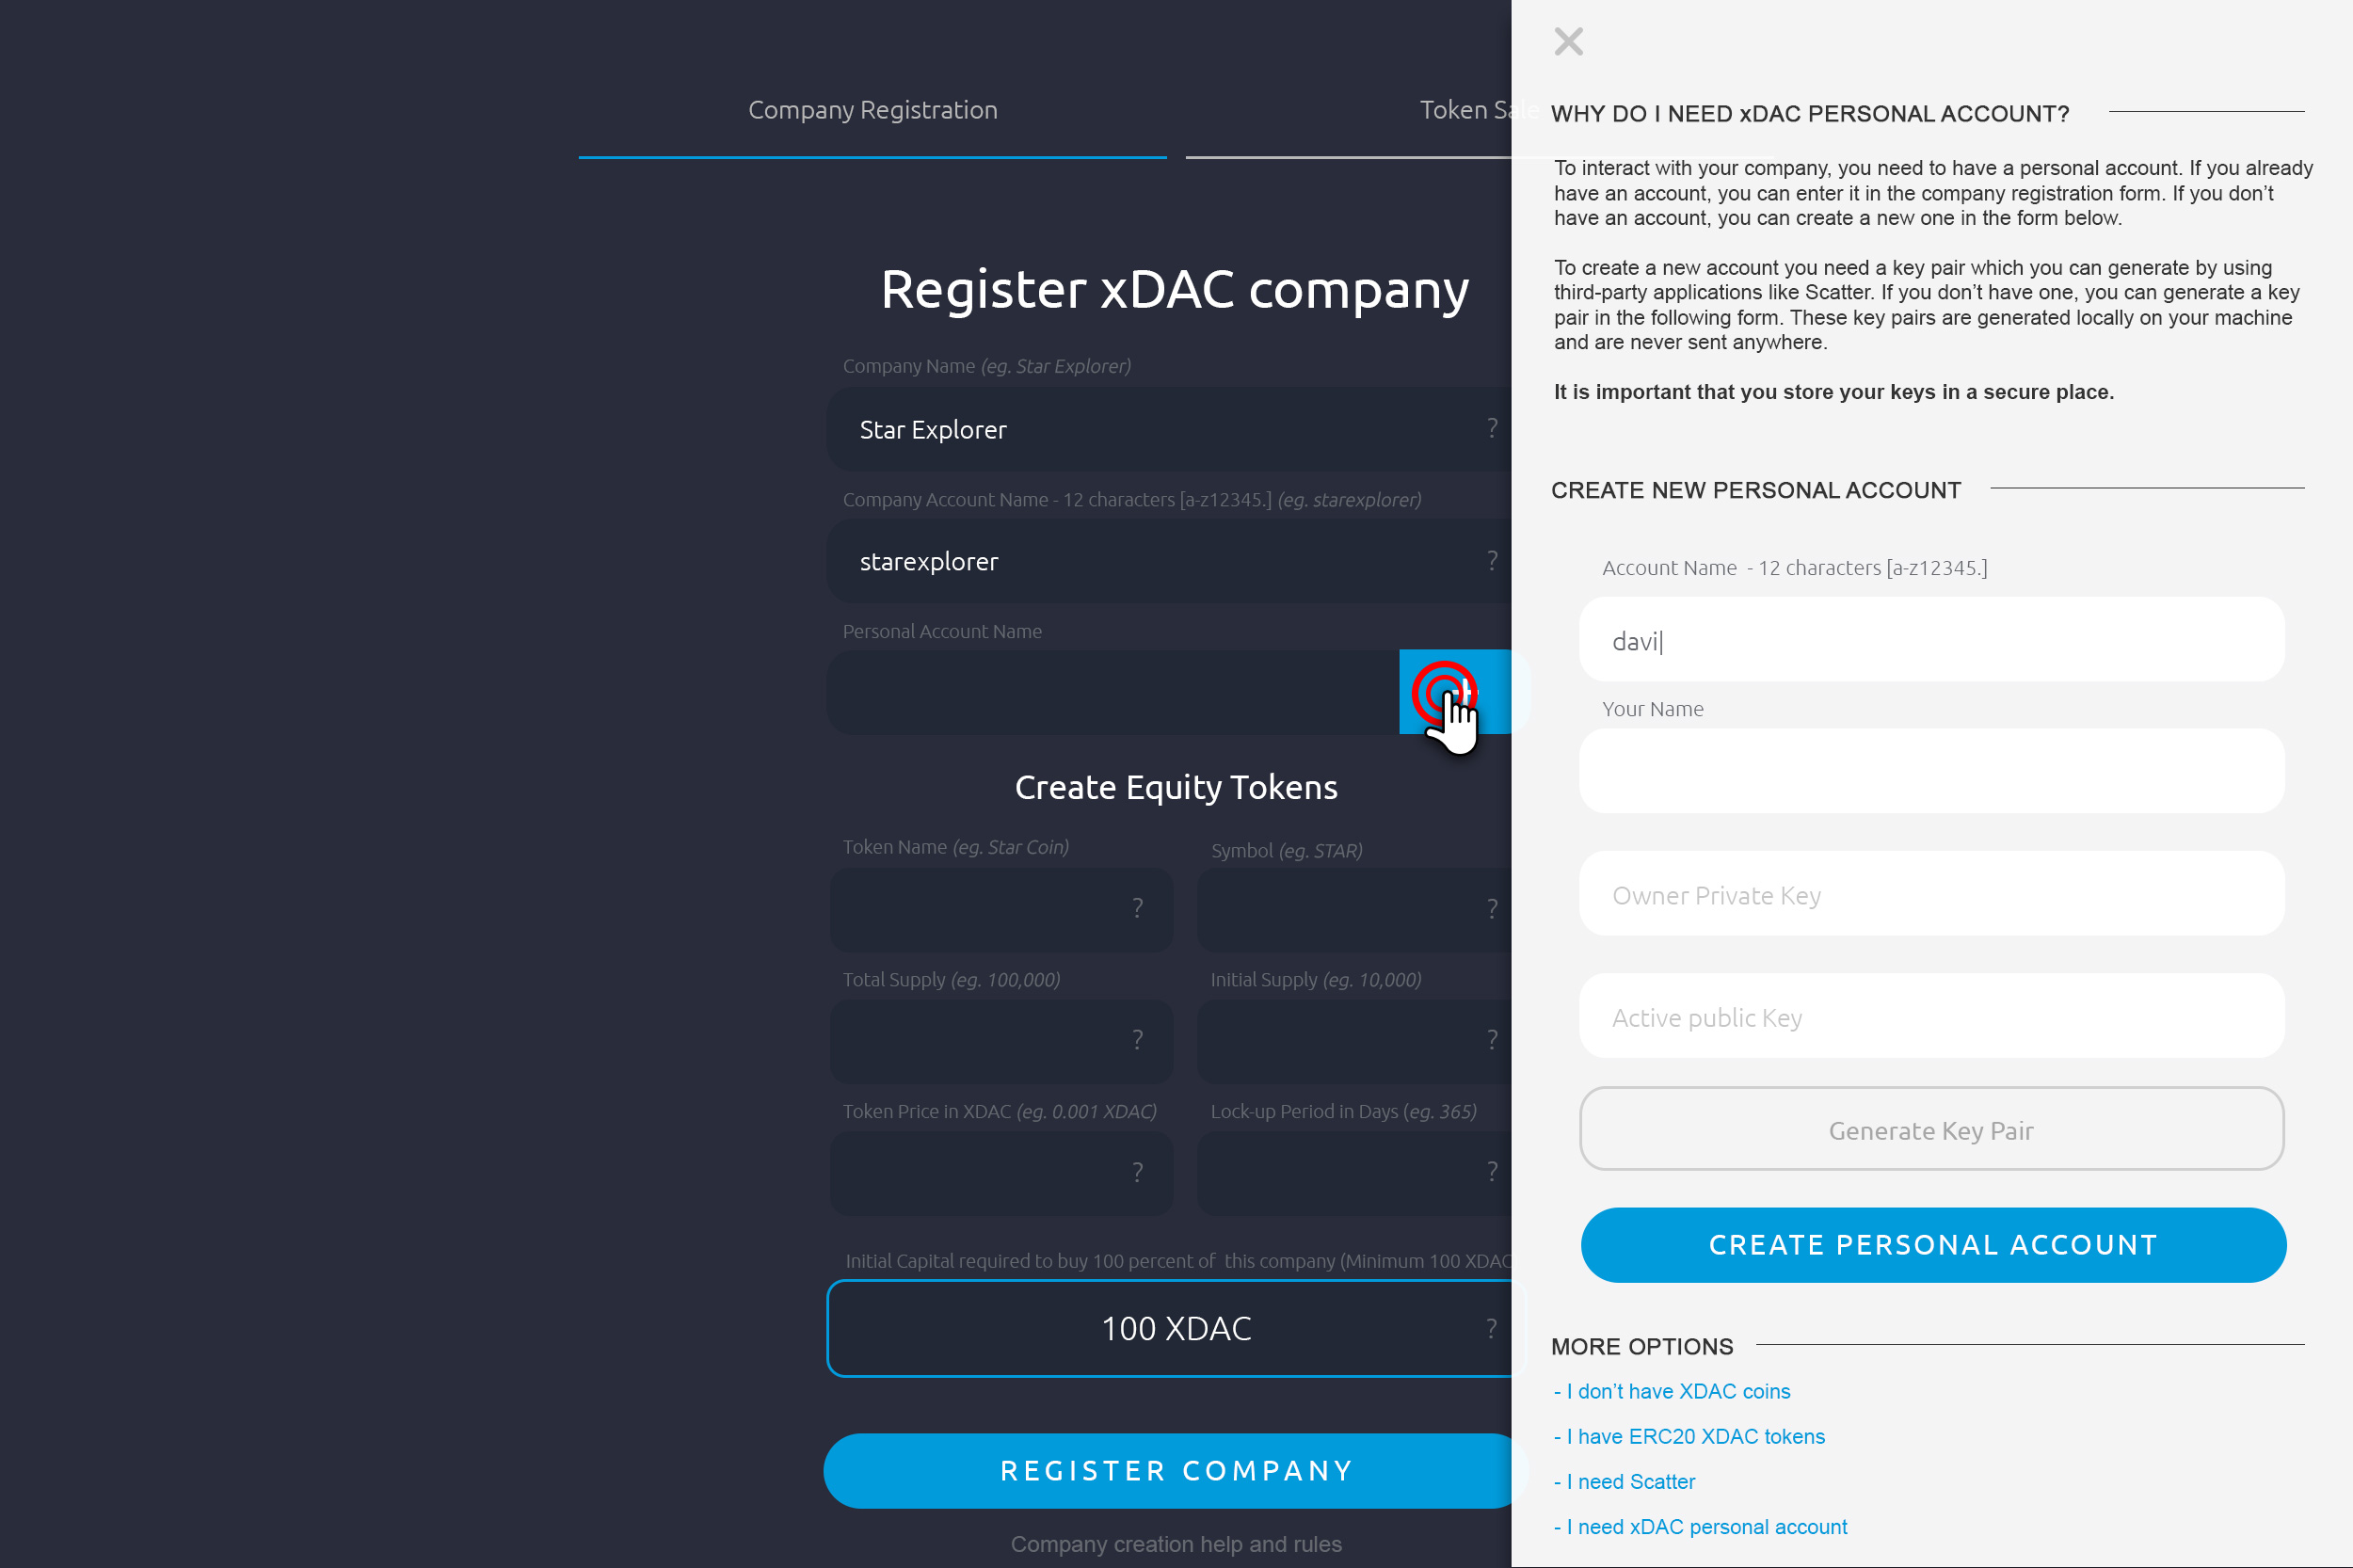 Company Registration
Token Sale
Register xDAC company
Company Name (eg. Star Explorer)
Star Explorer
?
Company Account Name - 12 characters [a-z12345.] (eg. starexplorer)
starexplorer
?
Personal Account Name
+
Create Equity Tokens
Token Name (eg. Star Coin)
Symbol (eg. STAR)
?
?
Total Supply (eg. 100,000)
Initial Supply (eg. 10,000)
?
?
Token Price in XDAC (eg. 0.001 XDAC)
Lock-up Period in Days (eg. 365)
?
?
Initial Capital required to buy 100 percent of this company (Minimum 100 XDAC
100 XDAC
?
REGISTER COMPANY
Company creation help and rules
WHY DO I NEED xDAC PERSONAL ACCOUNT?
To interact with your company, you need to have a personal account. If you already
have an account, you can enter it in the company registration form. If you don’t
have an account, you can create a new one in the form below.
To create a new account you need a key pair which you can generate by using
third-party applications like Scatter. If you don’t have one, you can generate a key
pair in the following form. These key pairs are generated locally on your machine
and are never sent anywhere.
It is important that you store your keys in a secure place.
CREATE NEW PERSONAL ACCOUNT
Account Name - 12 characters [a-z12345.]
davi|
Your Name
Owner Private Key
Active public Key
Generate Key Pair
CREATE PERSONAL ACCOUNT
MORE OPTIONS
- I don’t have XDAC coins
- I have ERC20 XDAC tokens
- I need Scatter
- I need xDAC personal account